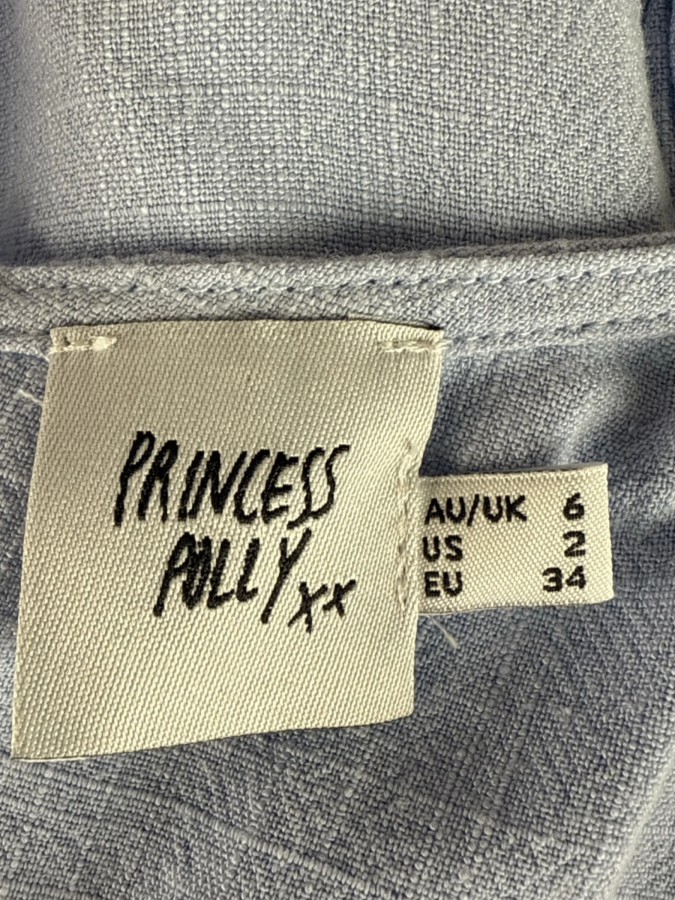 PRINCESS
POLLY xx
AU/UK 6
US 2
EU 34